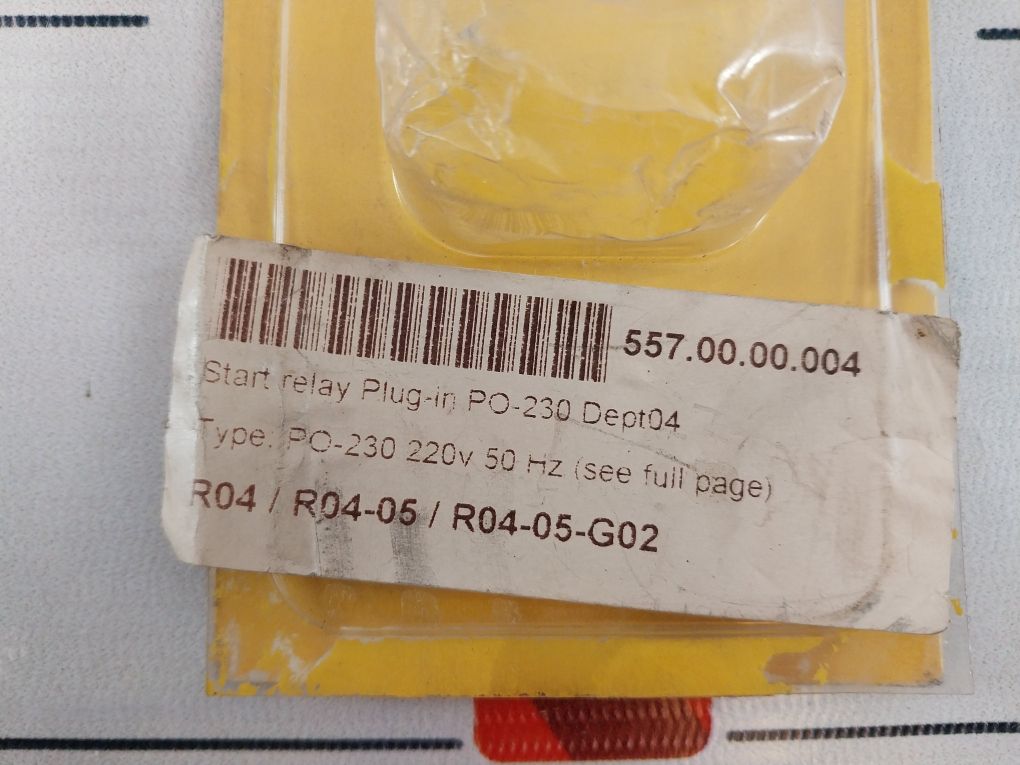 557.00.00.004
Start relay Plug-in PO-230 Dept04
Type: PO-230 220v 50 Hz (see full page)
R04 / R04-05 / R04-05-G02